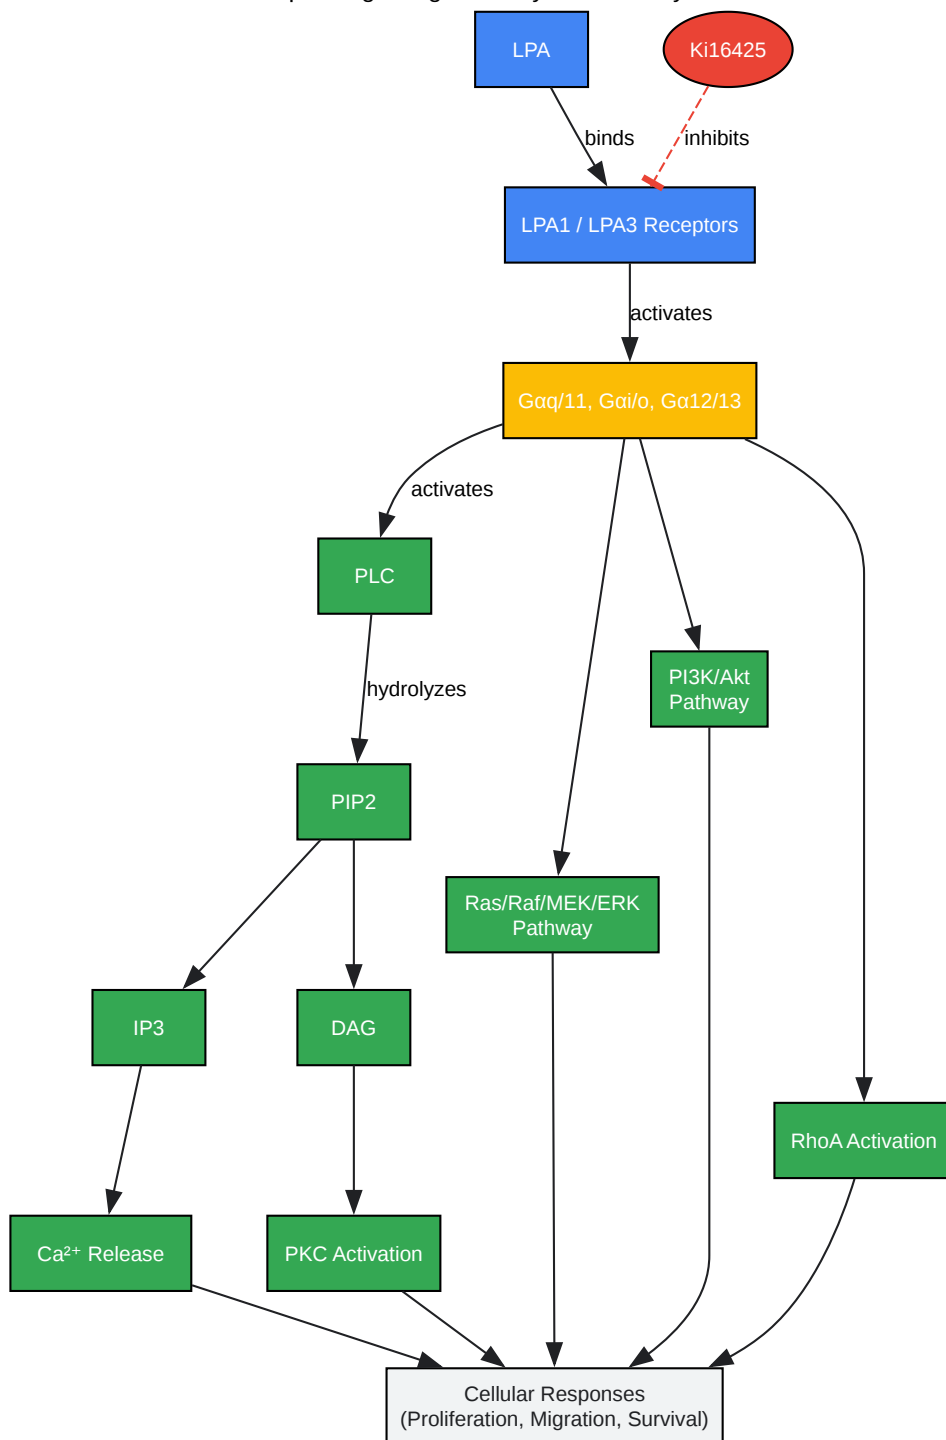 LPA
Ki16425
binds
inhibits
LPA1 / LPA3 Receptors
activates
Gαq/11, Gαi/o, Gα12/13
activates
PLC
hydrolyzes
PI3K/Akt
Pathway
PIP2
Ras/Raf/MEK/ERK
Pathway
IP3
DAG
RhoA Activation
Ca²⁺ Release
PKC Activation
Cellular Responses
(Proliferation, Migration, Survival)